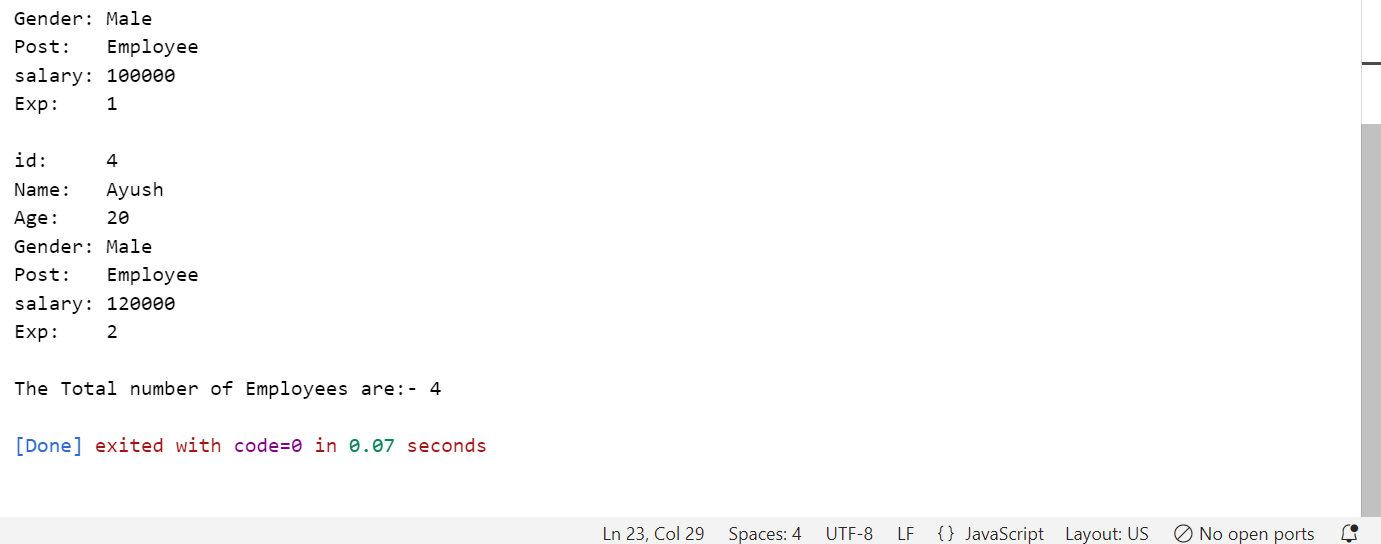 Gender: Male
Post:   Employee
salary: 100000
Exp:    1

id:     4
Name:   Ayush
Age:    20
Gender: Male
Post:   Employee
salary: 120000
Exp:    2

The Total number of Employees are:- 4

[Done] exited with code=0 in 0.07 seconds

Ln 23, Col 29 Spaces: 4 UTF-8 LF {} JavaScript Layout: US No open ports